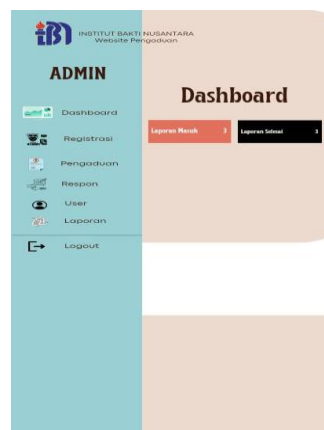 INSTITUT BAKTI NUSANTARA
Website Pengaduan
ADMIN
Dashboard
Registrasi
Pengaduan
Respon
User
Laporan
Logout
Dashboard
Laporan Masuk 3
Laporan Selesai 3